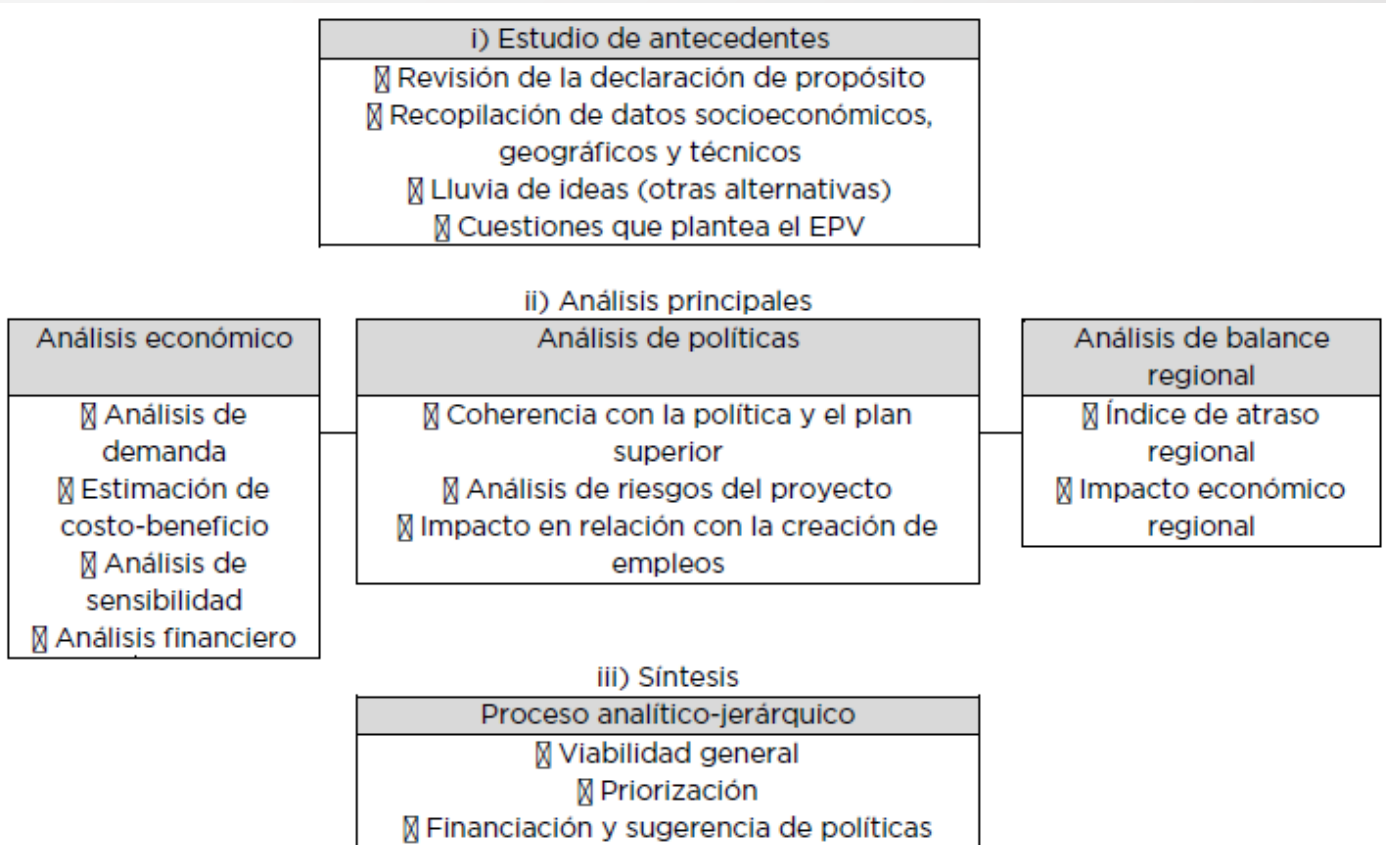 i) Estudio de antecedentes
Revisión de la declaración de propósito
Recopilación de datos socioeconómicos,
geográficos y técnicos
Lluvia de ideas (otras alternativas)
Cuestiones que plantea el EPV
ii) Análisis principales
Análisis económico
Análisis de
demanda
Estimación de
costo-beneficio
Análisis de
sensibilidad
Análisis financiero
Análisis de políticas
Coherencia con la política y el plan
superior
Análisis de riesgos del proyecto
Impacto en relación con la creación de
empleos
Análisis de balance
regional
Índice de atraso
regional
Impacto económico
regional
iii) Síntesis
Proceso analítico-jerárquico
Viabilidad general
Priorización
Financiación y sugerencia de políticas